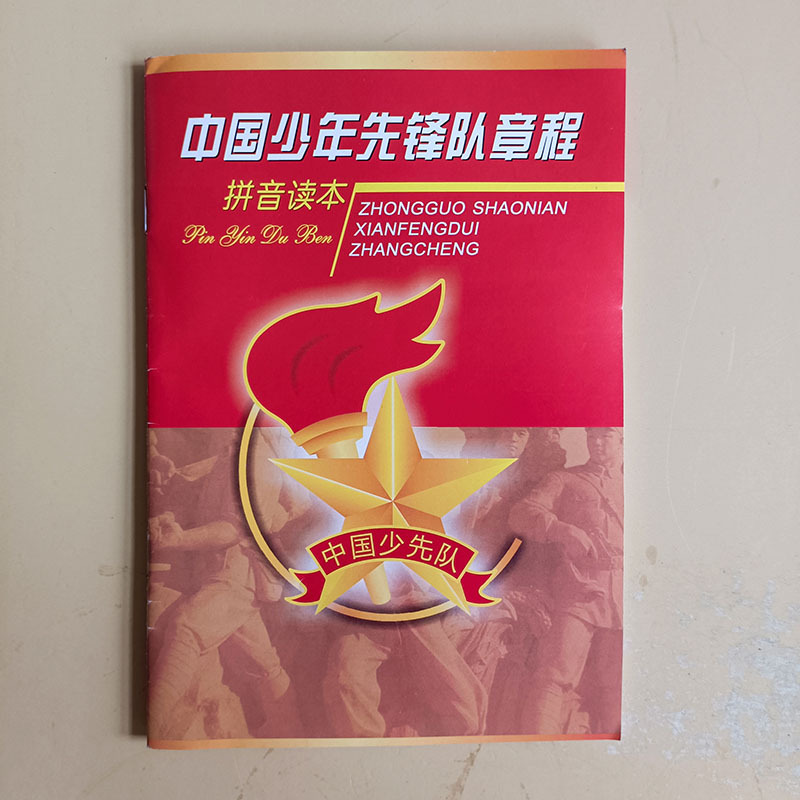 中国少年先锋队章程
拼音读本
Pin Yin Du Ben
ZHONGGUO SHAONIAN
XIANFENGDUI
ZHANGCHENG
中国少先队